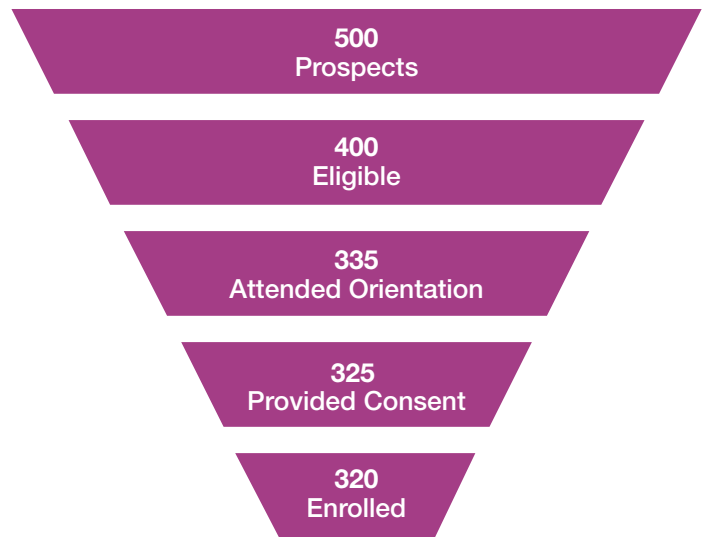 500
Prospects
400
Eligible
335
Attended Orientation
325
Provided Consent
320
Enrolled